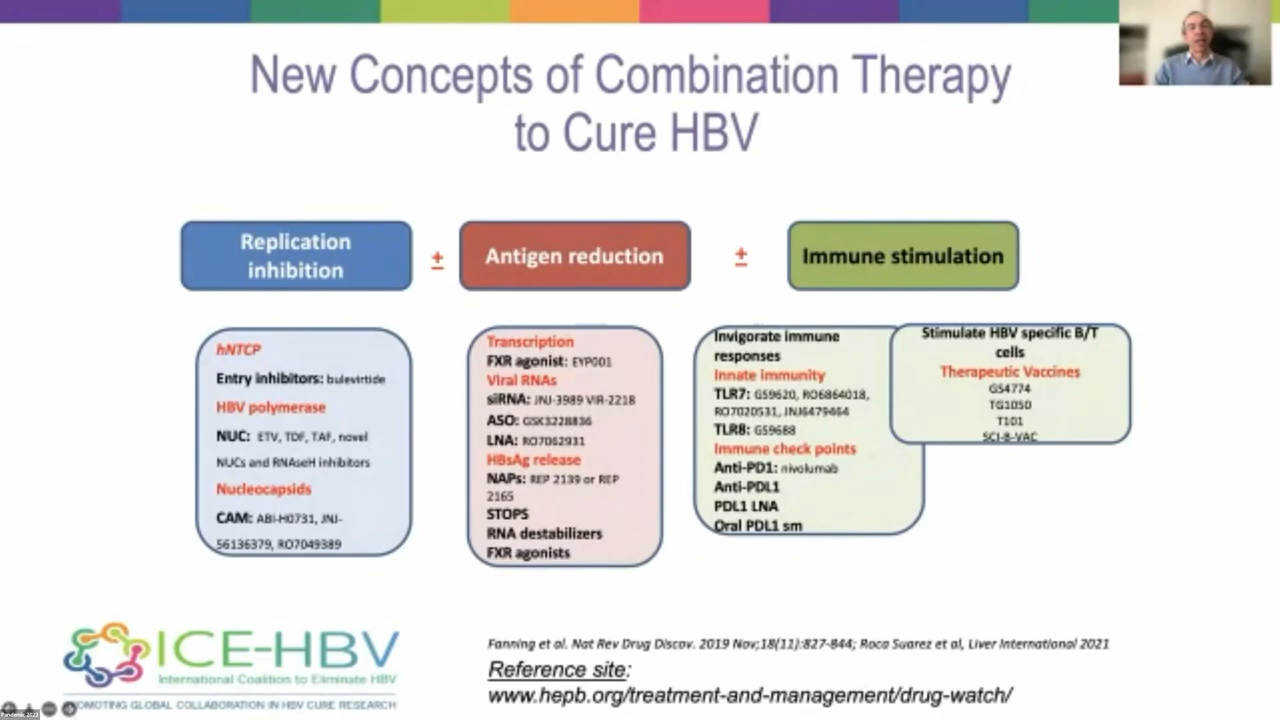 New Concepts of Combination Therapy
to Cure HBV
Replication
inhibition
±
Antigen reduction
±
Immune stimulation
hNTCP
Entry inhibitors: bulevirtide
HBV polymerase
NUC: ETV, TDF, TAF, novel
NUCs and RNAseH inhibitors
Nucleocapsids
CAM: ABI-H0731, JNJ-
56136379, RO7049389
Transcription
FXR agonist: EYP001
Viral RNAs
siRNA: JNJ-3989 VIR-2218
ASO: GSK3228836
LNA: RO7062931
HBsAg release
NAPs: REP 2139 or REP
2165
STOPS
RNA destabilizers
FXR agonists
Invigorate immune
responses
Innate immunity
TLR7: GS9620, RO6864018,
RO7020531, JNJ6479464
TLR8: GS9688
Immune check points
Anti-PD1: nivolumab
Anti-PDL1
PDL1 LNA
Oral PDL1 sm
Stimulate HBV specific B/T
cells
Therapeutic Vaccines
GS4774
TG1050
T101
SCI-B-VAC
ICE-HBV
International Coalition to Eliminate HBV
OMOTING GLOBAL COLLABORATION IN HBV CURE RESEARCH
Fanning et al. Nat Rev Drug Discov. 2019 Nov;18(11):827-844; Roca Suarez et al, Liver International 2021
Reference site:
www.hepb.org/treatment-and-management/drug-watch/